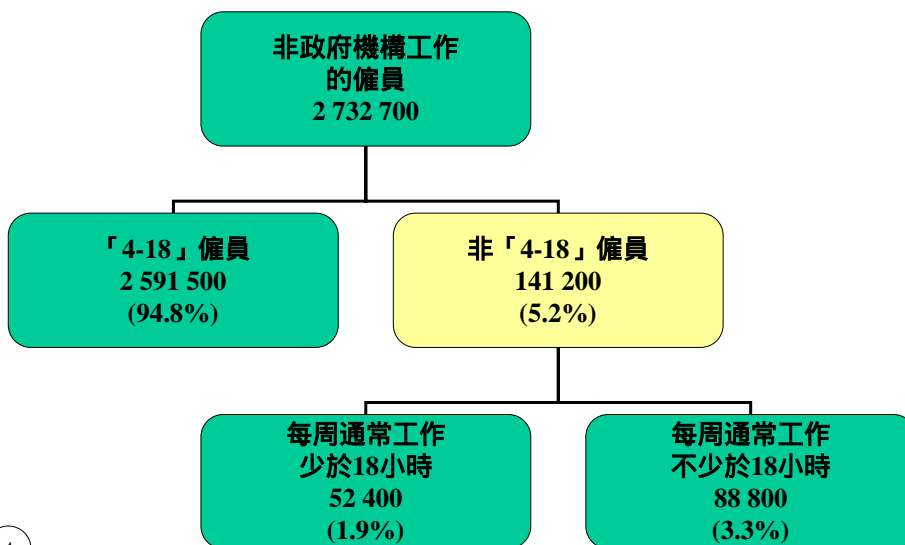 非政府機構工作
的僱員
2 732 700
「4-18」僱員
2 591 500
(94.8%)
非「4-18」僱員
141 200
(5.2%)
每周通常工作
少於18小時
52 400
(1.9%)
每周通常工作
不少於18小時
88 800
(3.3%)